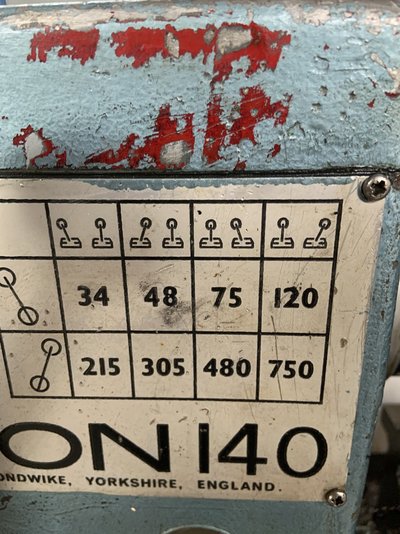 34 48 75 120
215 305 480 750
ON 140
ONDWIKE, YORKSHIRE, ENGLAND.